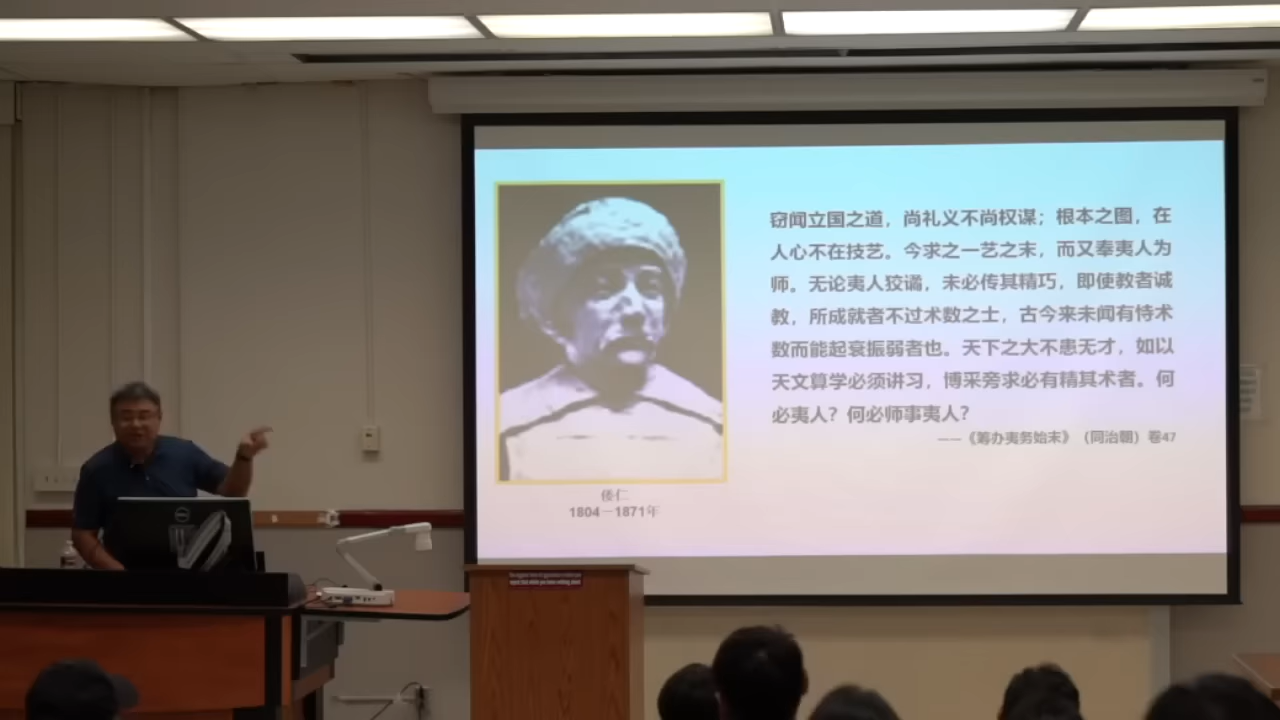 窃闻立国之道，尚礼义不尚权谋；根本之图，在
人心不在技艺。今求之一艺之末，而又奉夷人为
师。无论夷人狡谲，未必传其精巧，即使教者诚
教，所成就者不过术数之士，古今来未闻有恃术
数而能起衰振弱者也。天下之大不患无才，如以
天文算学必须讲习，博采旁求必有精其术者。何
必夷人？何必师事夷人？
——《筹办夷务始末》（同治朝）卷47
倭仁
1804－1871年
DELL